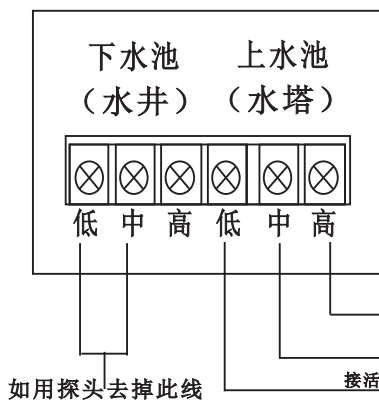 下水池 上水池
（水井） （水塔）
低 中 高 低 中 高
接活
如用探头去掉此线